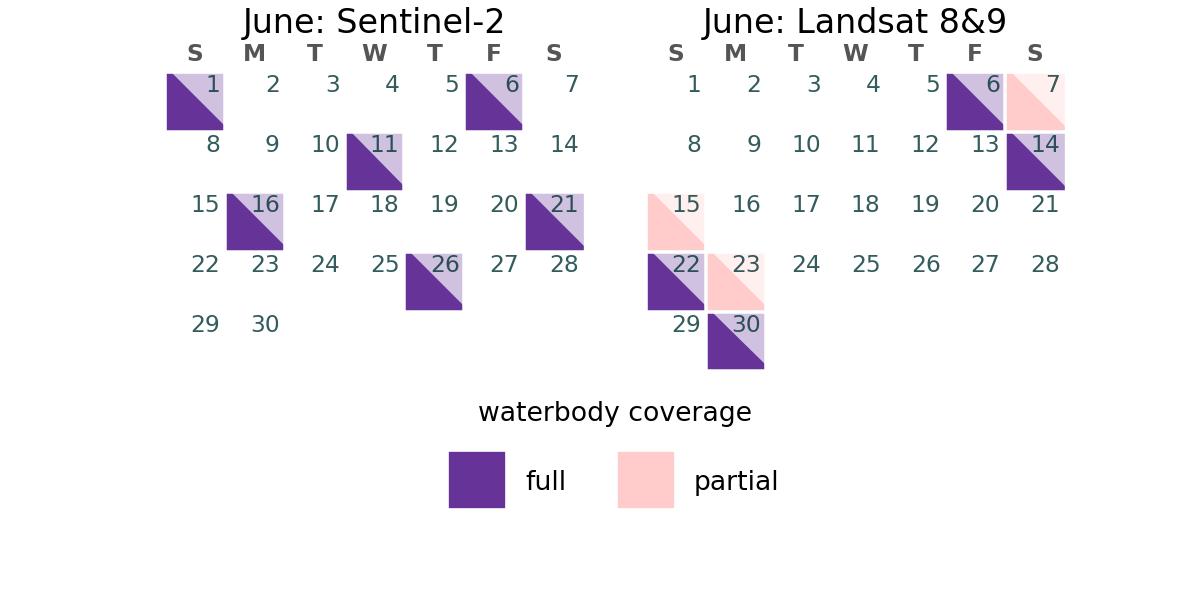 June: Sentinel-2
S M T W T F S
1 2 3 4 5 6 7
8 9 10 11 12 13 14
15 16 17 18 19 20 21
22 23 24 25 26 27 28
29 30
June: Landsat 8&9
S M T W T F S
1 2 3 4 5 6 7
8 9 10 11 12 13 14
15 16 17 18 19 20 21
22 23 24 25 26 27 28
29 30
waterbody coverage
full
partial